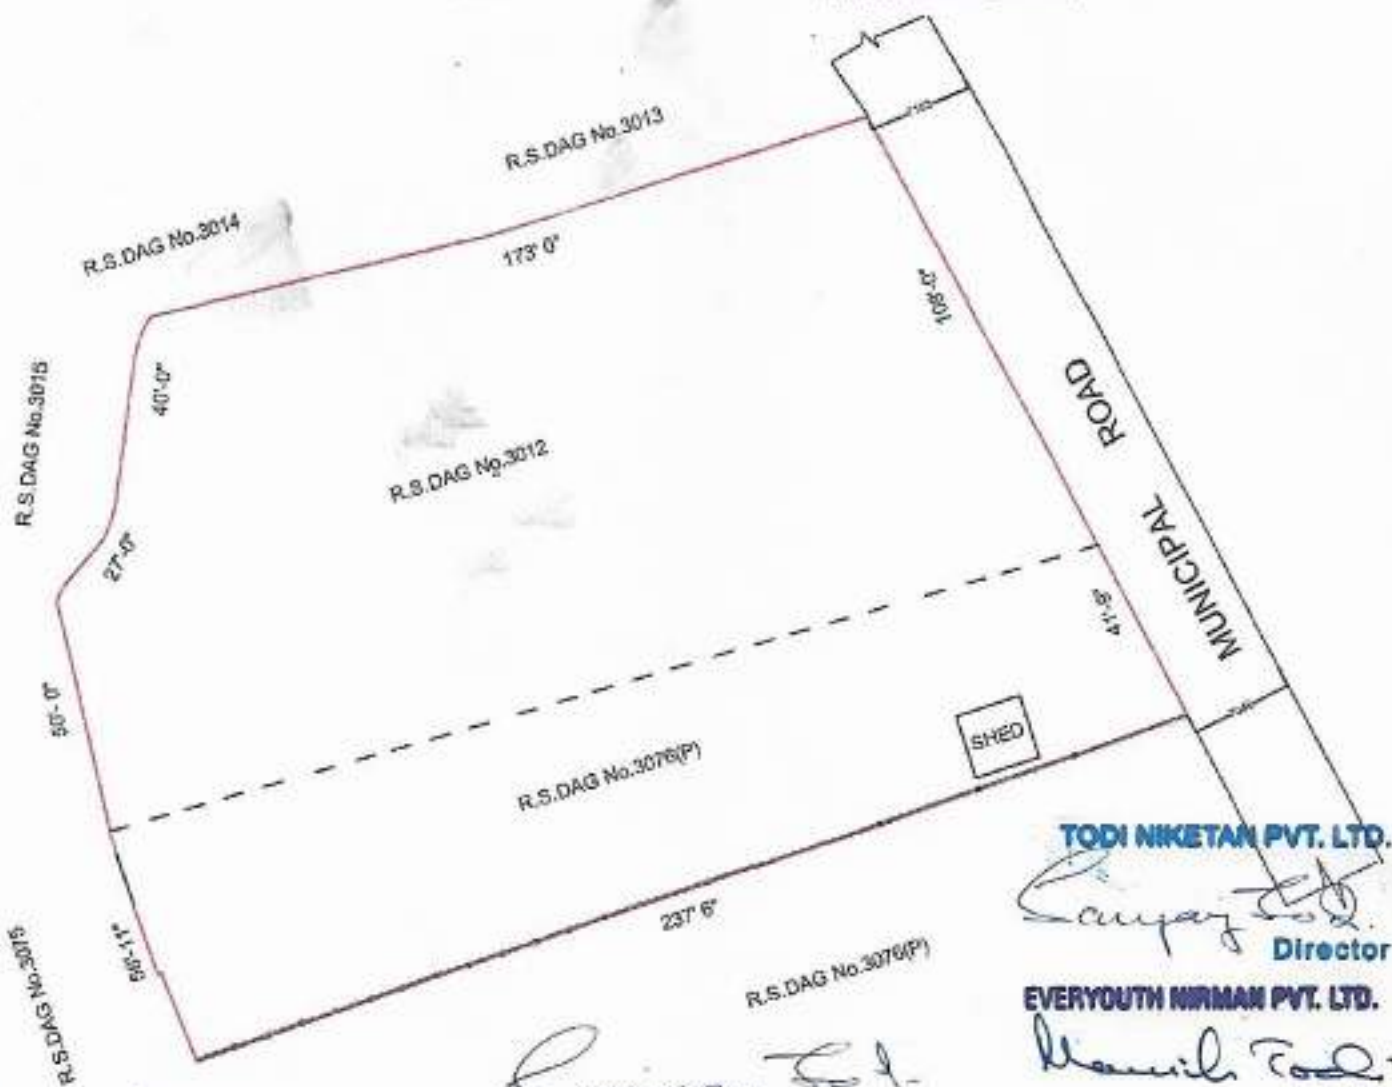 R.S.DAG No.3013
R.S.DAG No.3014
173' 0"
108'-0"
R.S.DAG No.3015
40'-0"
ROAD
R.S.DAG No.3012
27'-0"
MUNICIPAL
41'-9"
50'- 0"
SHED
R.S.DAG No.3076(P)
TODI NIKETAN PVT. LTD.
237' 6"
Director
R.S.DAG No.3075
R.S.DAG No.3076(P)
EVERYOUTH NIRMAN PVT. LTD.